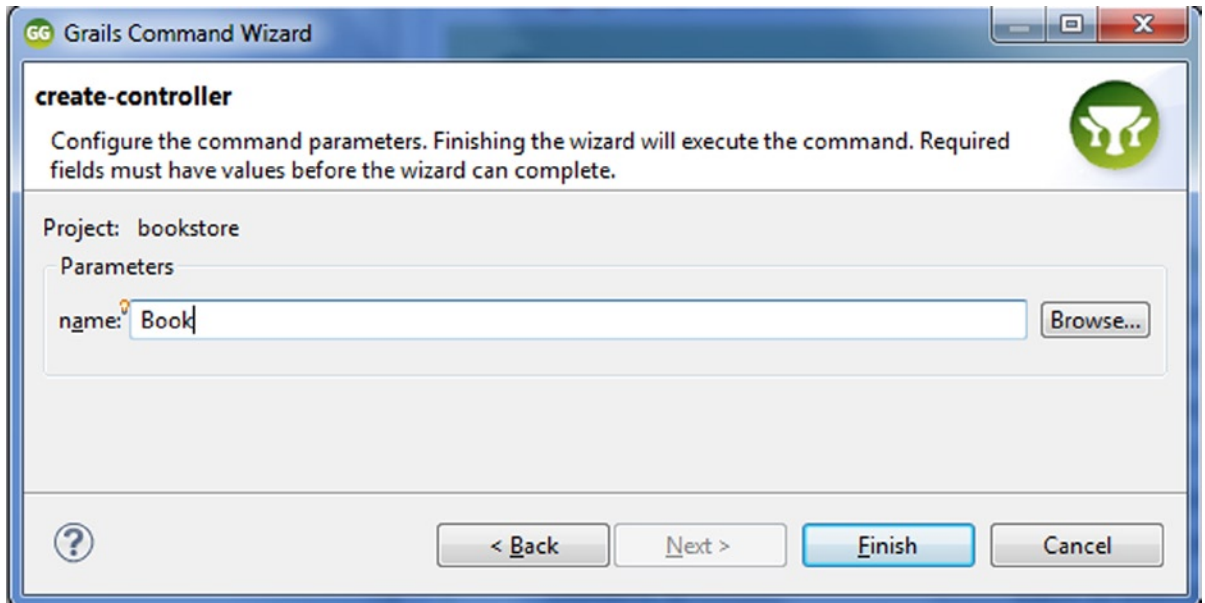 GG Grails Command Wizard
create-controller
Configure the command parameters. Finishing the wizard will execute the command. Required
fields must have values before the wizard can complete.
Project: bookstore
Parameters
name: Book Browse...
? < Back Next > Finish Cancel